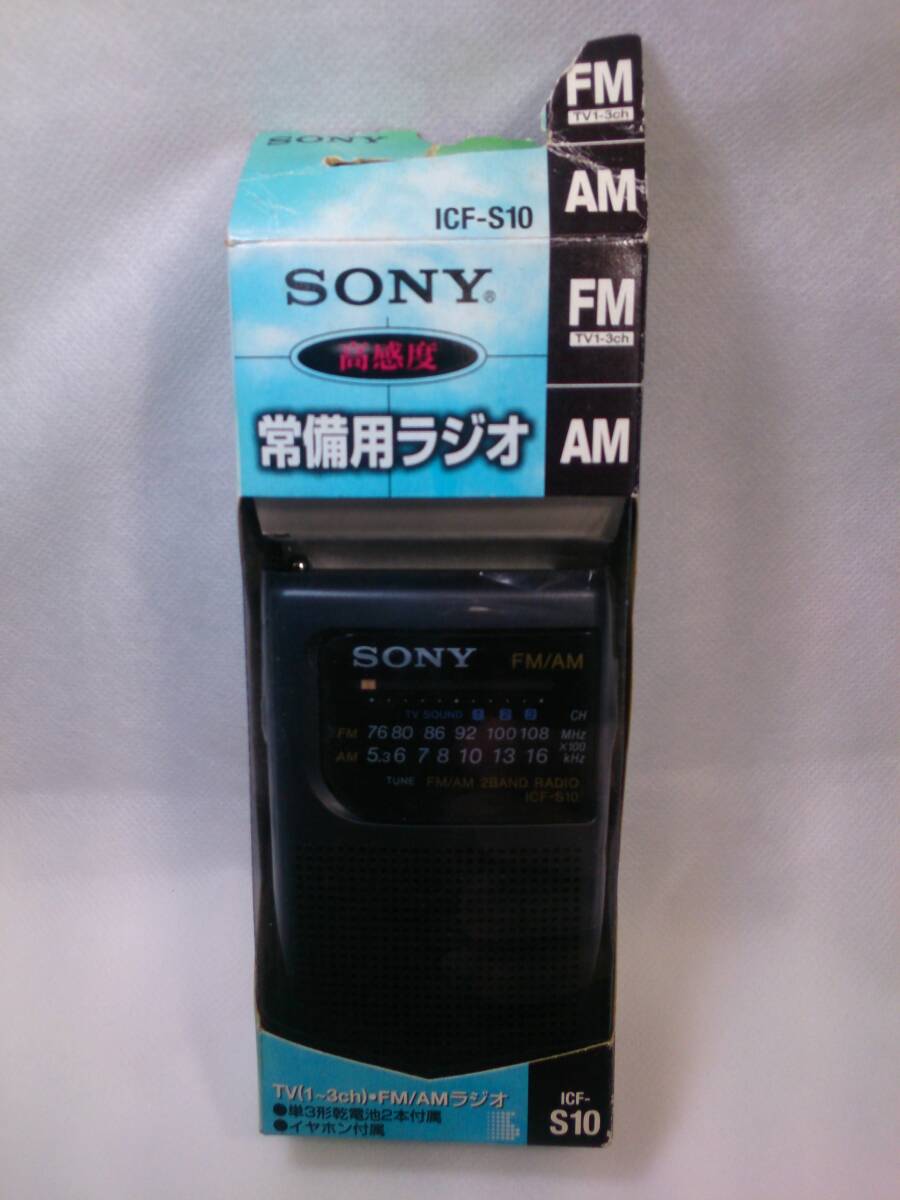 FM
TV1-3ch
SONY
AM
ICF-S10
SONY®
FM
TV1-3ch
高感度
常備用ラジオ
AM
SONY FM/AM
TV SOUND 1 2 3 CH
FM 76 80 86 92 100 108 MHz
AM 5.3 6 7 8 10 13 16 ×100 kHz
TUNE FM/AM 2BAND RADIO
ICF-S10
TV(1~3ch)•FM/AMラジオ
●単3形乾電池2本付属
●イヤホン付属
ICF-
S10